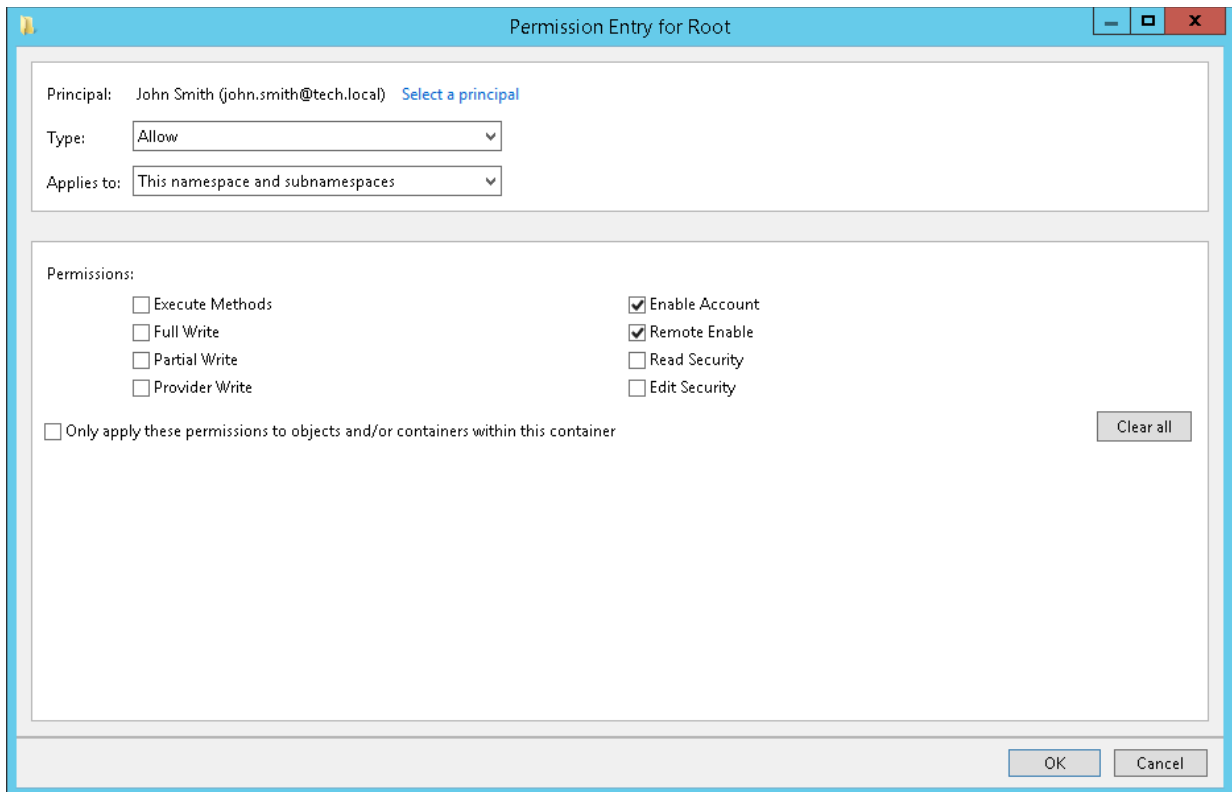 Permission Entry for Root
Principal: John Smith (john.smith@tech.local) Select a principal
Type: Allow
Applies to: This namespace and subnamespaces
Permissions:
Execute Methods Enable Account
Full Write Remote Enable
Partial Write Read Security
Provider Write Edit Security
Only apply these permissions to objects and/or containers within this container Clear all
OK Cancel